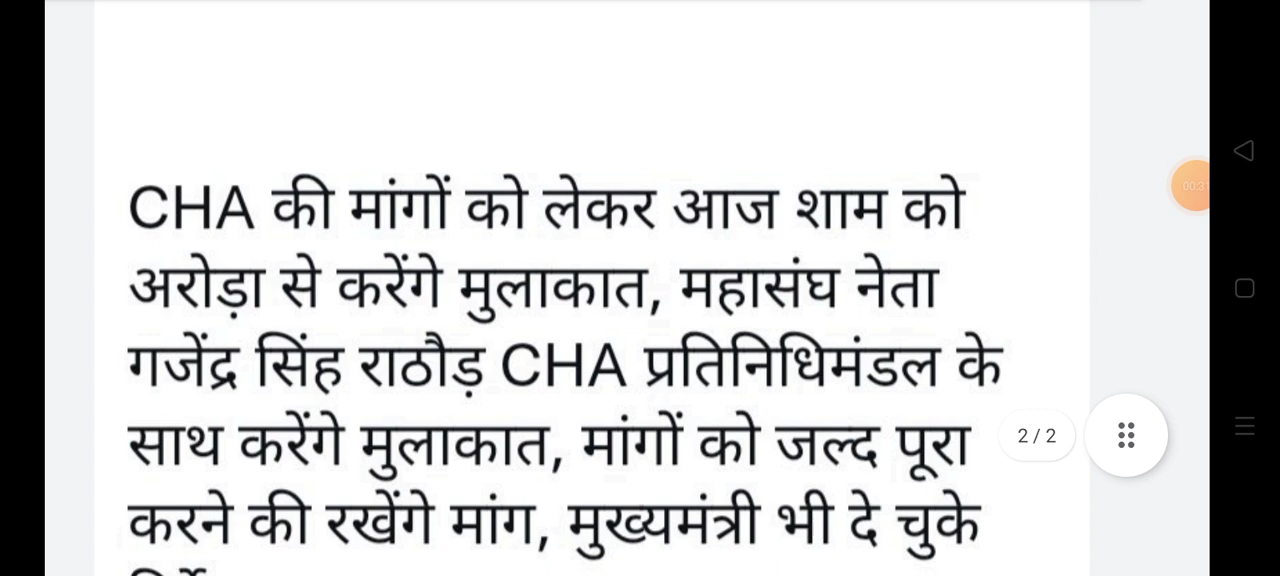 CHA की मांगों को लेकर आज शाम को
अरोड़ा से करेंगे मुलाकात, महासंघ नेता
गजेंद्र सिंह राठौड़ CHA प्रतिनिधिमंडल के
साथ करेंगे मुलाकात, मांगों को जल्द पूरा
करने की रखेंगे मांग, मुख्यमंत्री भी दे चुके
2 / 2